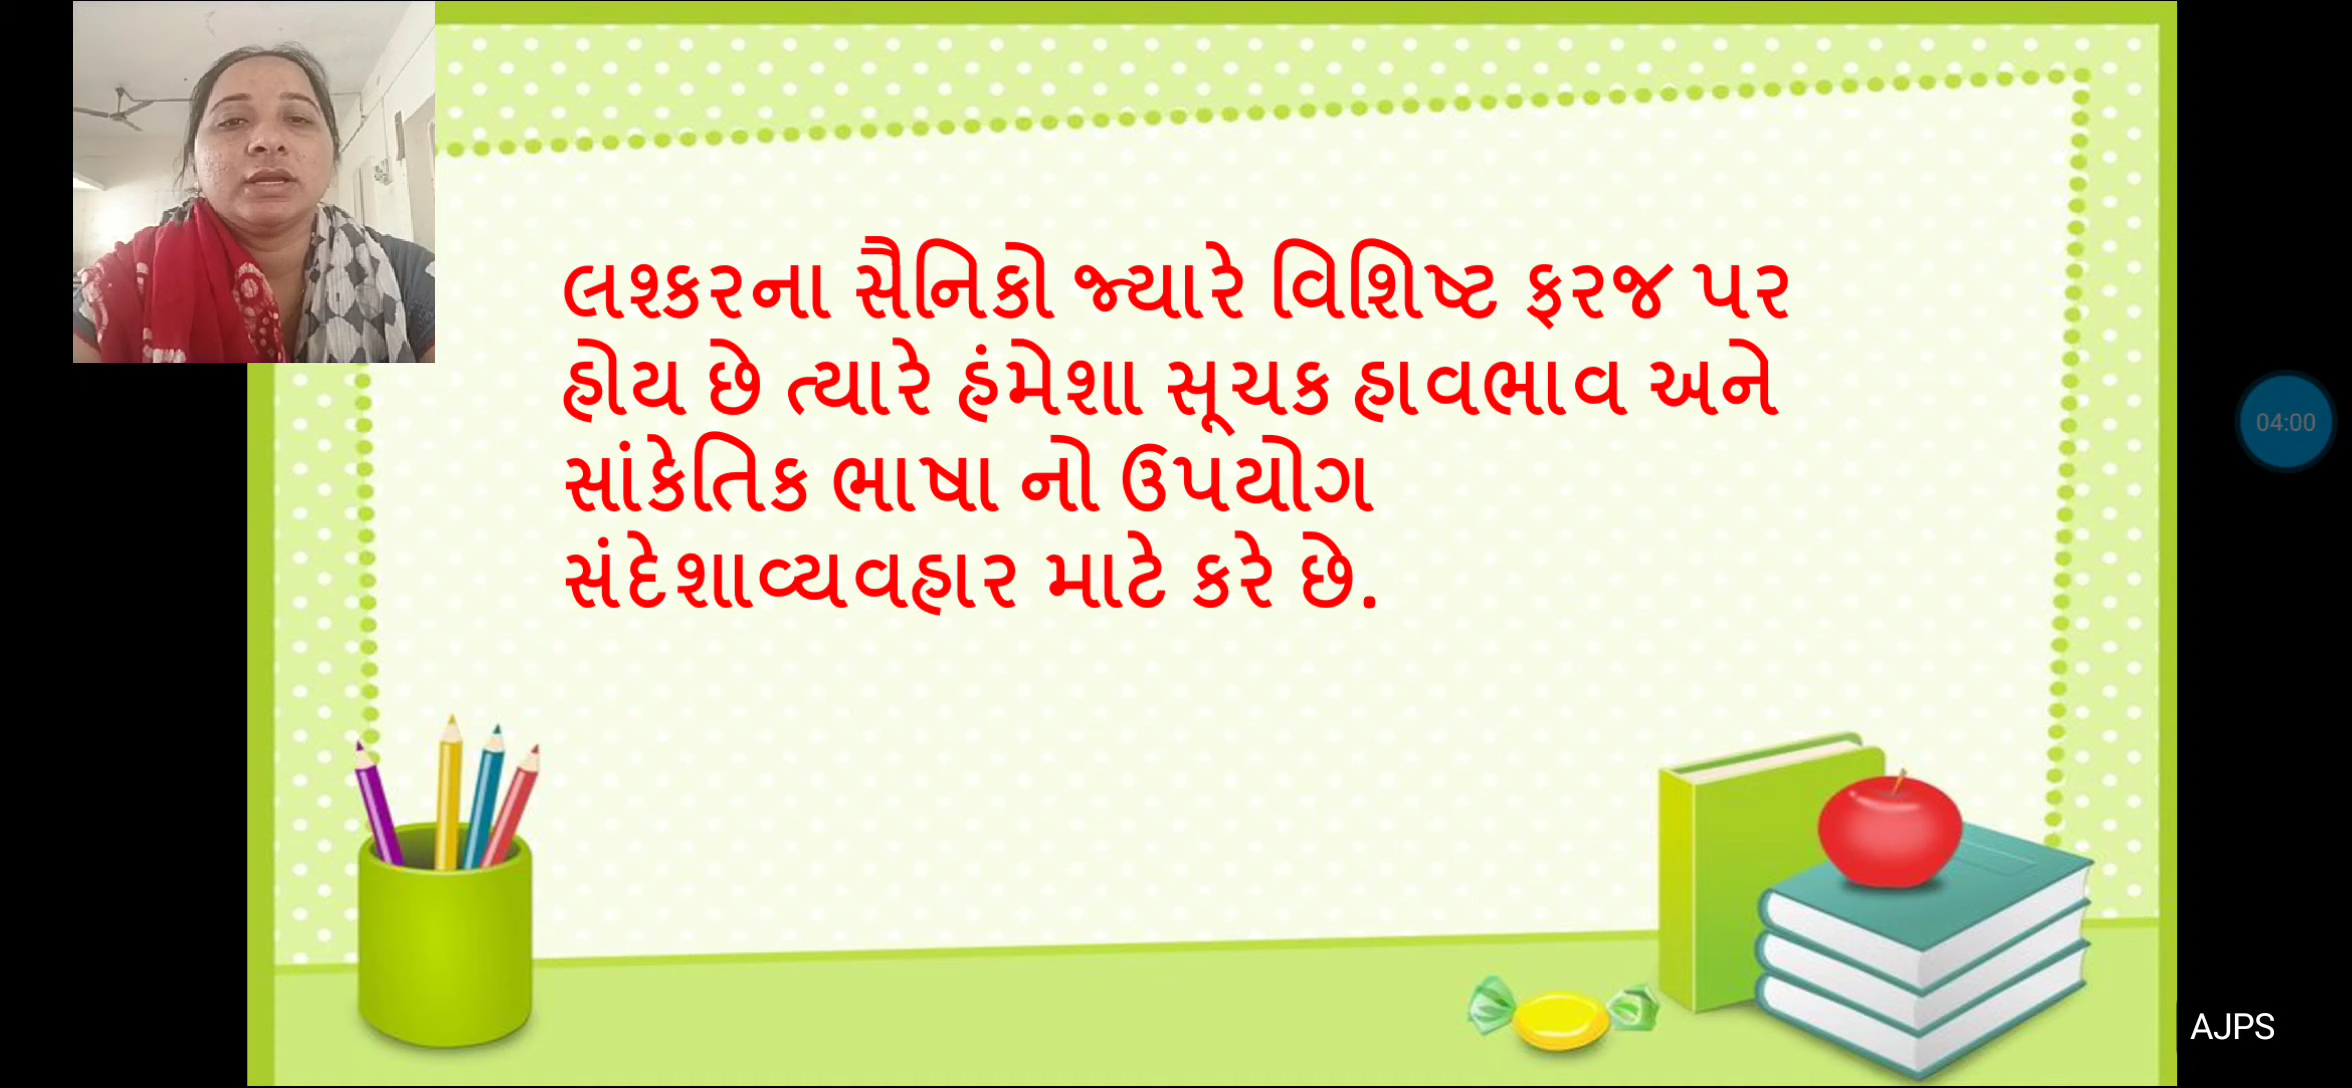 લશ્કરના સૈનિકો જ્યારે વિશિષ્ટ ફરજ પર
હોય છે ત્યારે હંમેશા સૂચક હાવભાવ અને
સાંકેતિક ભાષા નો ઉપયોગ
સંદેશાવ્યવહાર માટે કરે છે.
04:00
AJPS